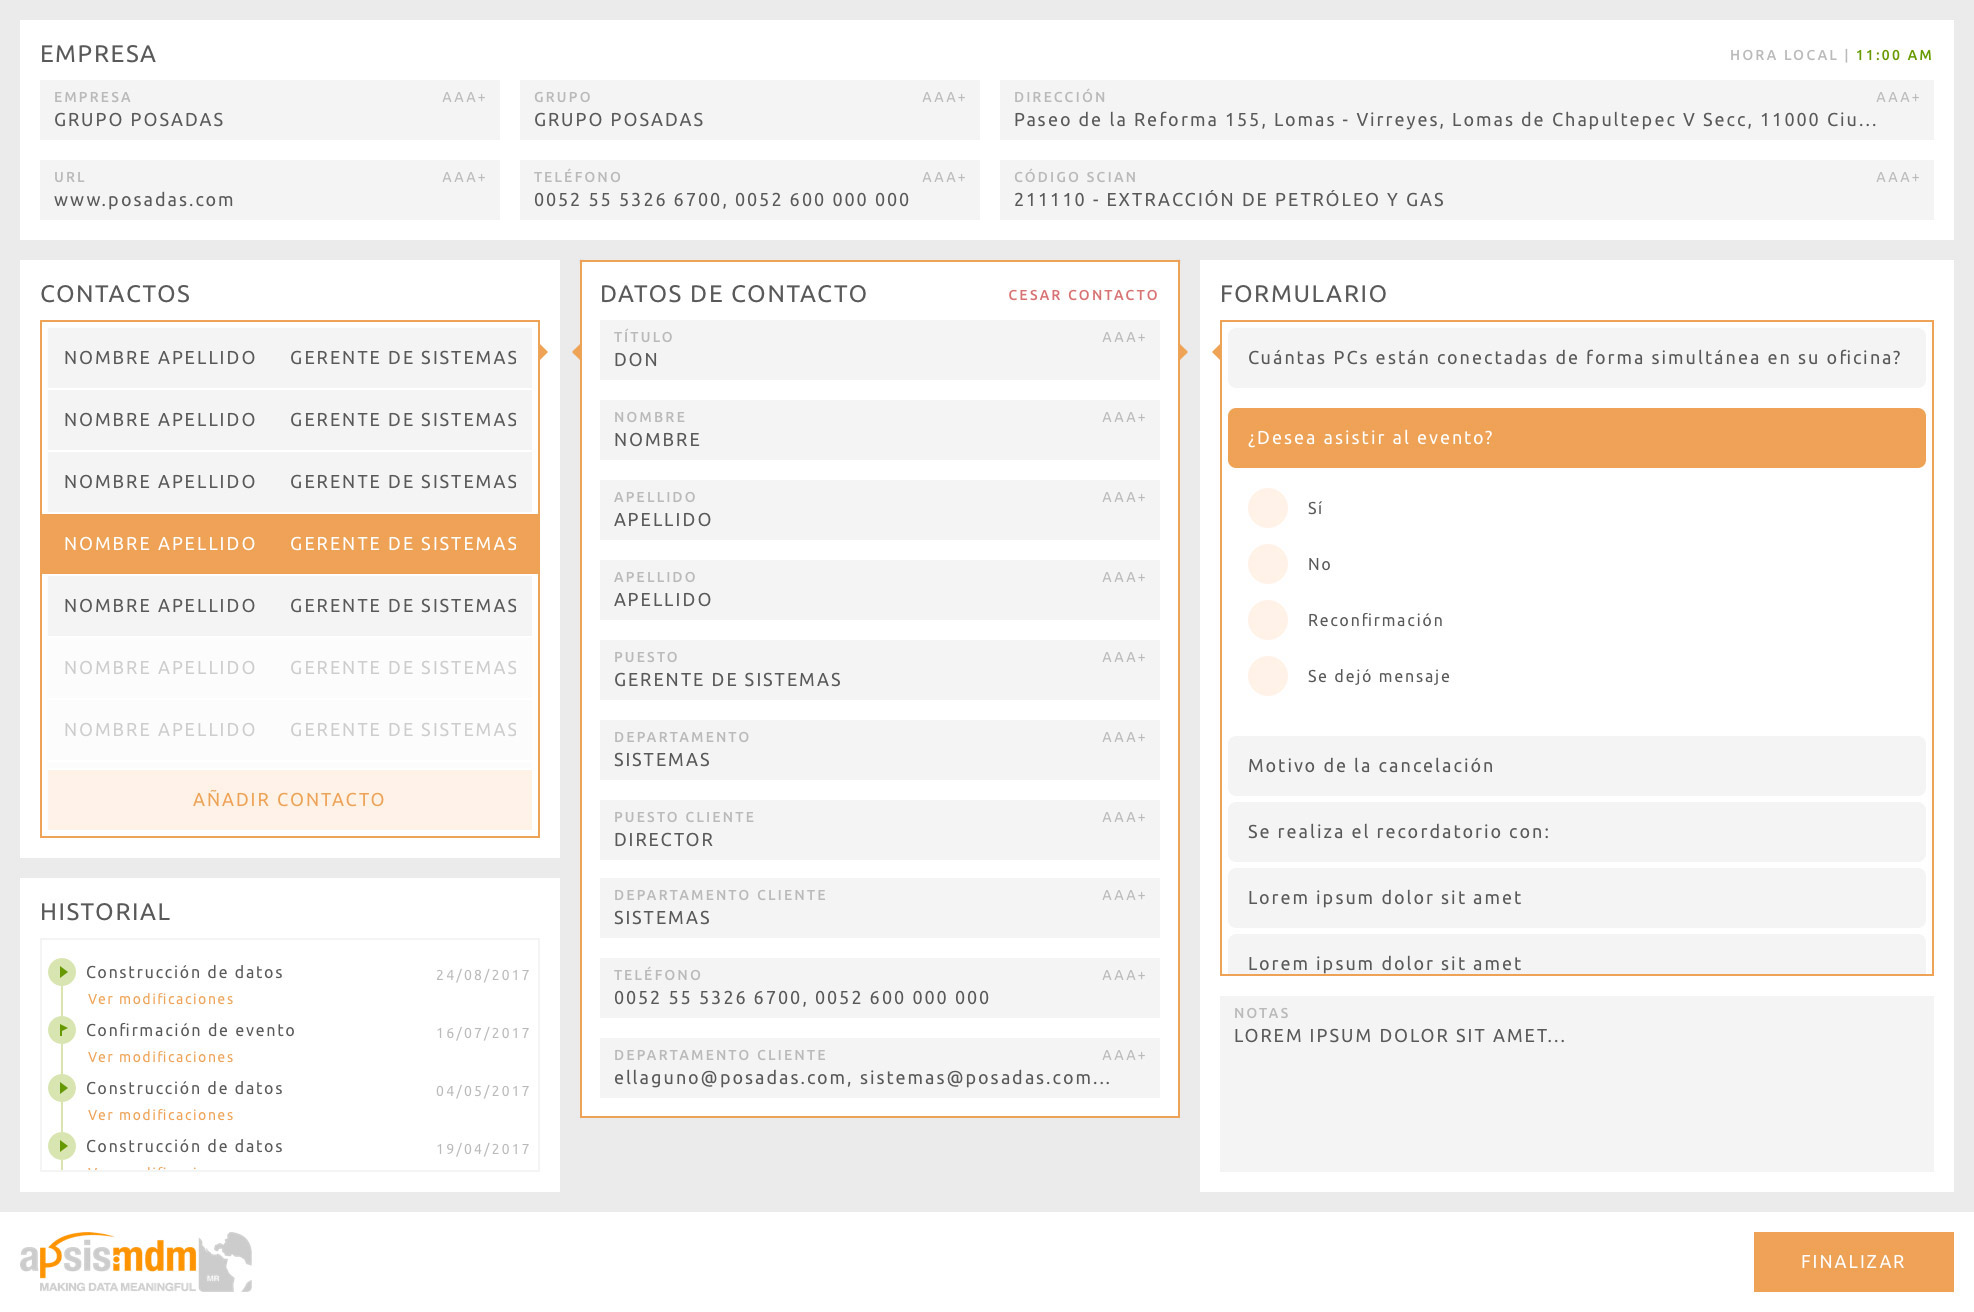 EMPRESA
HORA LOCAL | 11:00 AM
EMPRESA AAA+
GRUPO POSADAS
GRUPO AAA+
GRUPO POSADAS
DIRECCIÓN AAA+
Paseo de la Reforma 155, Lomas - Virreyes, Lomas de Chapultepec V Secc, 11000 Ciu...
URL AAA+
www.posadas.com
TELÉFONO AAA+
0052 55 5326 6700, 0052 600 000 000
CÓDIGO SCIAN AAA+
211110 - EXTRACCIÓN DE PETRÓLEO Y GAS
CONTACTOS
NOMBRE APELLIDO GERENTE DE SISTEMAS
NOMBRE APELLIDO GERENTE DE SISTEMAS
NOMBRE APELLIDO GERENTE DE SISTEMAS
NOMBRE APELLIDO GERENTE DE SISTEMAS
NOMBRE APELLIDO GERENTE DE SISTEMAS
NOMBRE APELLIDO GERENTE DE SISTEMAS
NOMBRE APELLIDO GERENTE DE SISTEMAS
AÑADIR CONTACTO
HISTORIAL
Construcción de datos 24/08/2017
Ver modificaciones
Confirmación de evento 16/07/2017
Ver modificaciones
Construcción de datos 04/05/2017
Ver modificaciones
Construcción de datos 19/04/2017
DATOS DE CONTACTO
CESAR CONTACTO
TÍTULO AAA+
DON
NOMBRE AAA+
NOMBRE
APELLIDO AAA+
APELLIDO
APELLIDO AAA+
APELLIDO
PUESTO AAA+
GERENTE DE SISTEMAS
DEPARTAMENTO AAA+
SISTEMAS
PUESTO CLIENTE AAA+
DIRECTOR
DEPARTAMENTO CLIENTE AAA+
SISTEMAS
TELÉFONO AAA+
0052 55 5326 6700, 0052 600 000 000
DEPARTAMENTO CLIENTE AAA+
ellaguno@posadas.com, sistemas@posadas.com...
FORMULARIO
Cuántas PCs están conectadas de forma simultánea en su oficina?
¿Desea asistir al evento?
Sí
No
Reconfirmación
Se dejó mensaje
Motivo de la cancelación
Se realiza el recordatorio con:
Lorem ipsum dolor sit amet
Lorem ipsum dolor sit amet
NOTAS
LOREM IPSUM DOLOR SIT AMET...
apsismdm
MR
MAKING DATA MEANINGFUL
FINALIZAR